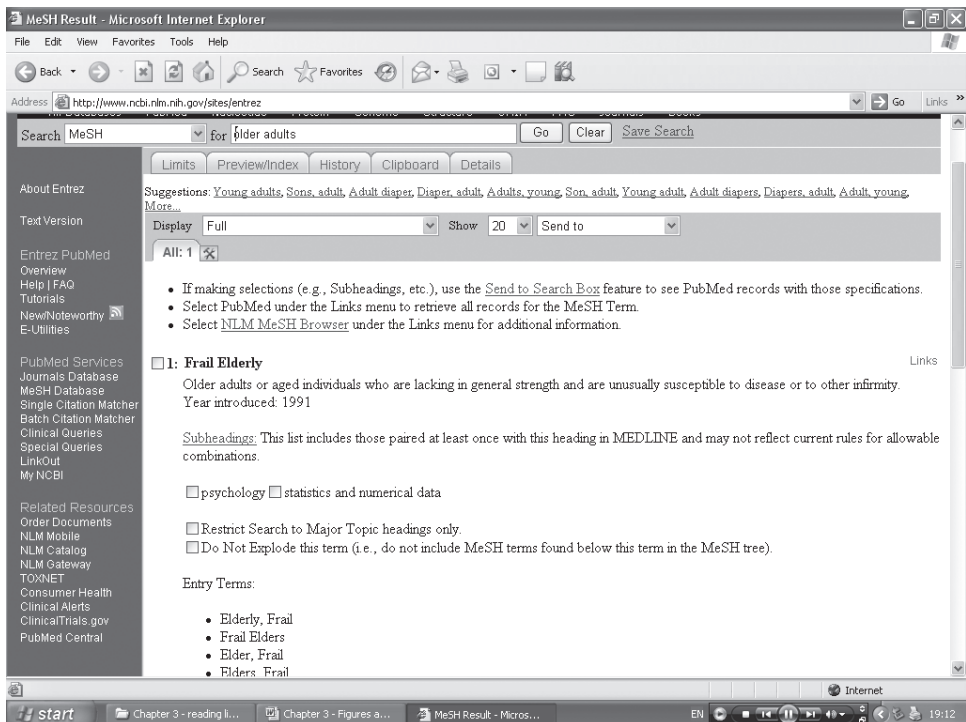 MeSH Result - Microsoft Internet Explorer
File Edit View Favorites Tools Help
Back Search Favorites
Address http://www.ncbi.nlm.nih.gov/sites/entrez Go Links »
Search MeSH for older adults Go Clear Save Search
Limits Preview/Index History Clipboard Details
About Entrez
Text Version
Entrez PubMed
Overview
Help | FAQ
Tutorials
New/Noteworthy
E-Utilities
PubMed Services
Journals Database
MeSH Database
Single Citation Matcher
Batch Citation Matcher
Clinical Queries
Special Queries
LinkOut
My NCBI
Related Resources
Order Documents
NLM Mobile
NLM Catalog
NLM Gateway
TOXNET
Consumer Health
Clinical Alerts
ClinicalTrials.gov
PubMed Central
Suggestions: Young adults, Sons, adult, Adult diaper, Diaper, adult, Adults, young, Son, adult, Young adult, Adult diapers, Diapers, adult, Adult, young,
More...
Display Full Show 20 Send to
All: 1
• If making selections (e.g., Subheadings, etc.), use the Send to Search Box feature to see PubMed records with those specifications.
• Select PubMed under the Links menu to retrieve all records for the MeSH Term.
• Select NLM MeSH Browser under the Links menu for additional information.
1: Frail Elderly Links
Older adults or aged individuals who are lacking in general strength and are unusually susceptible to disease or to other infirmity.
Year introduced: 1991
Subheadings: This list includes those paired at least once with this heading in MEDLINE and may not reflect current rules for allowable
combinations.
psychology statistics and numerical data
Restrict Search to Major Topic headings only.
Do Not Explode this term (i.e., do not include MeSH terms found below this term in the MeSH tree).
Entry Terms:
• Elderly, Frail
• Frail Elders
• Elder, Frail
• Elders, Frail
Internet
start Chapter 3 - reading li... Chapter 3 - Figures a... MeSH Result - Micros... EN 19:12